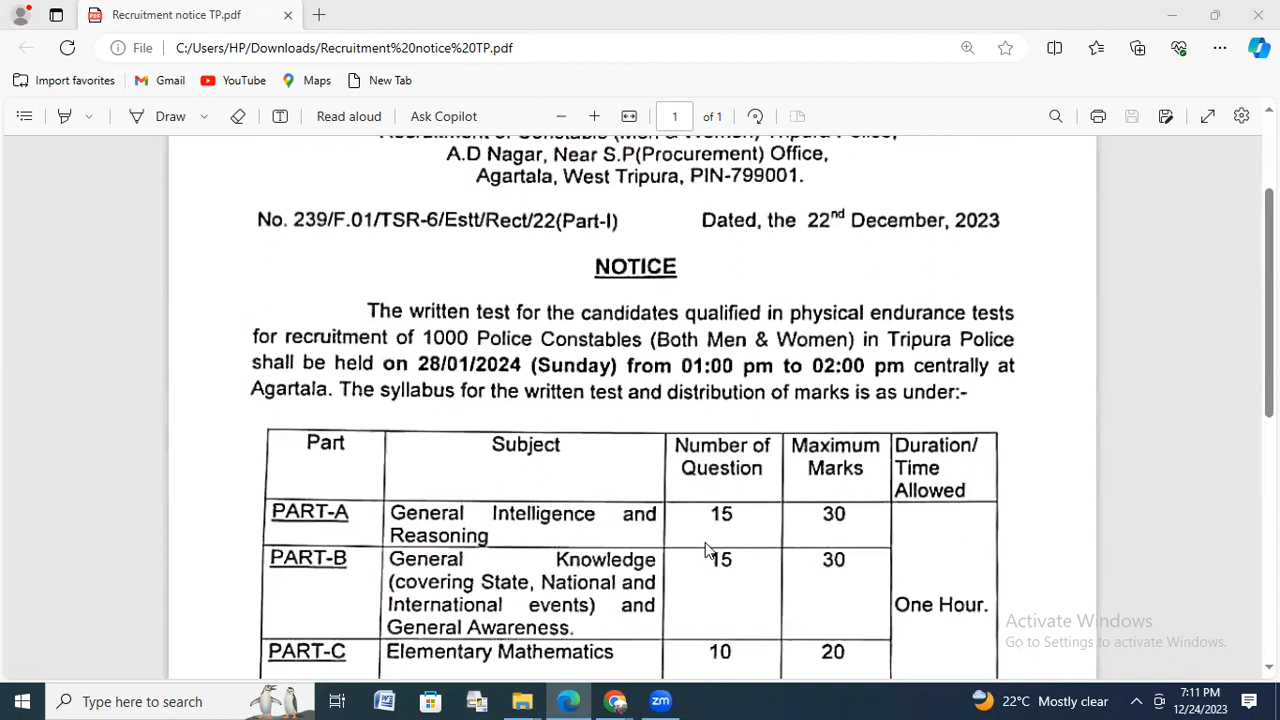 Recruitment notice TP.pdf
File C:/Users/HP/Downloads/Recruitment%20notice%20TP.pdf
Import favorites Gmail YouTube Maps New Tab
Draw Read aloud Ask Copilot 1 of 1
Recruitment of Constable (Men & Women) Tripura Police,
A.D Nagar, Near S.P(Procurement) Office,
Agartala, West Tripura, PIN-799001.
No. 239/F.01/TSR-6/Estt/Rect/22(Part-I) Dated, the 22nd December, 2023
NOTICE
The written test for the candidates qualified in physical endurance tests
for recruitment of 1000 Police Constables (Both Men & Women) in Tripura Police
shall be held on 28/01/2024 (Sunday) from 01:00 pm to 02:00 pm centrally at
Agartala. The syllabus for the written test and distribution of marks is as under:-
Part Subject Number of Maximum Duration/
Question Marks Time
Allowed
PART-A General Intelligence and 15 30
Reasoning
PART-B General Knowledge 15 30
(covering State, National and
International events) and One Hour.
General Awareness.
PART-C Elementary Mathematics 10 20
Activate Windows
Go to Settings to activate Windows.
Type here to search
zm
22°C Mostly clear
7:11 PM
12/24/2023